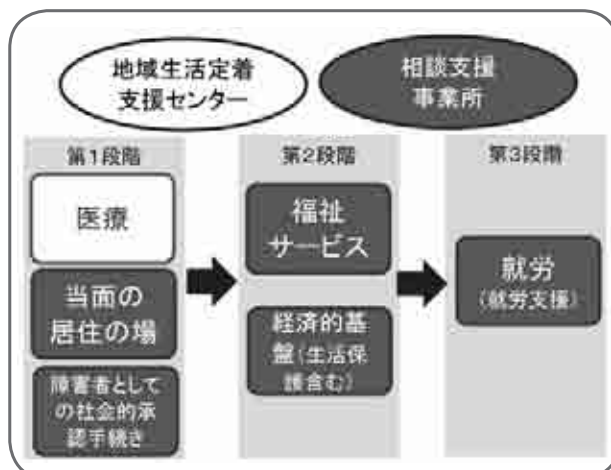 地域生活定着
支援センター
相談支援
事業所
第1段階
医療
当面の
居住の場
障害者として
の社会的承
認手続き
第2段階
福祉
サービス
経済的基
盤(生活保
護含む)
第3段階
就労
(就労支援)